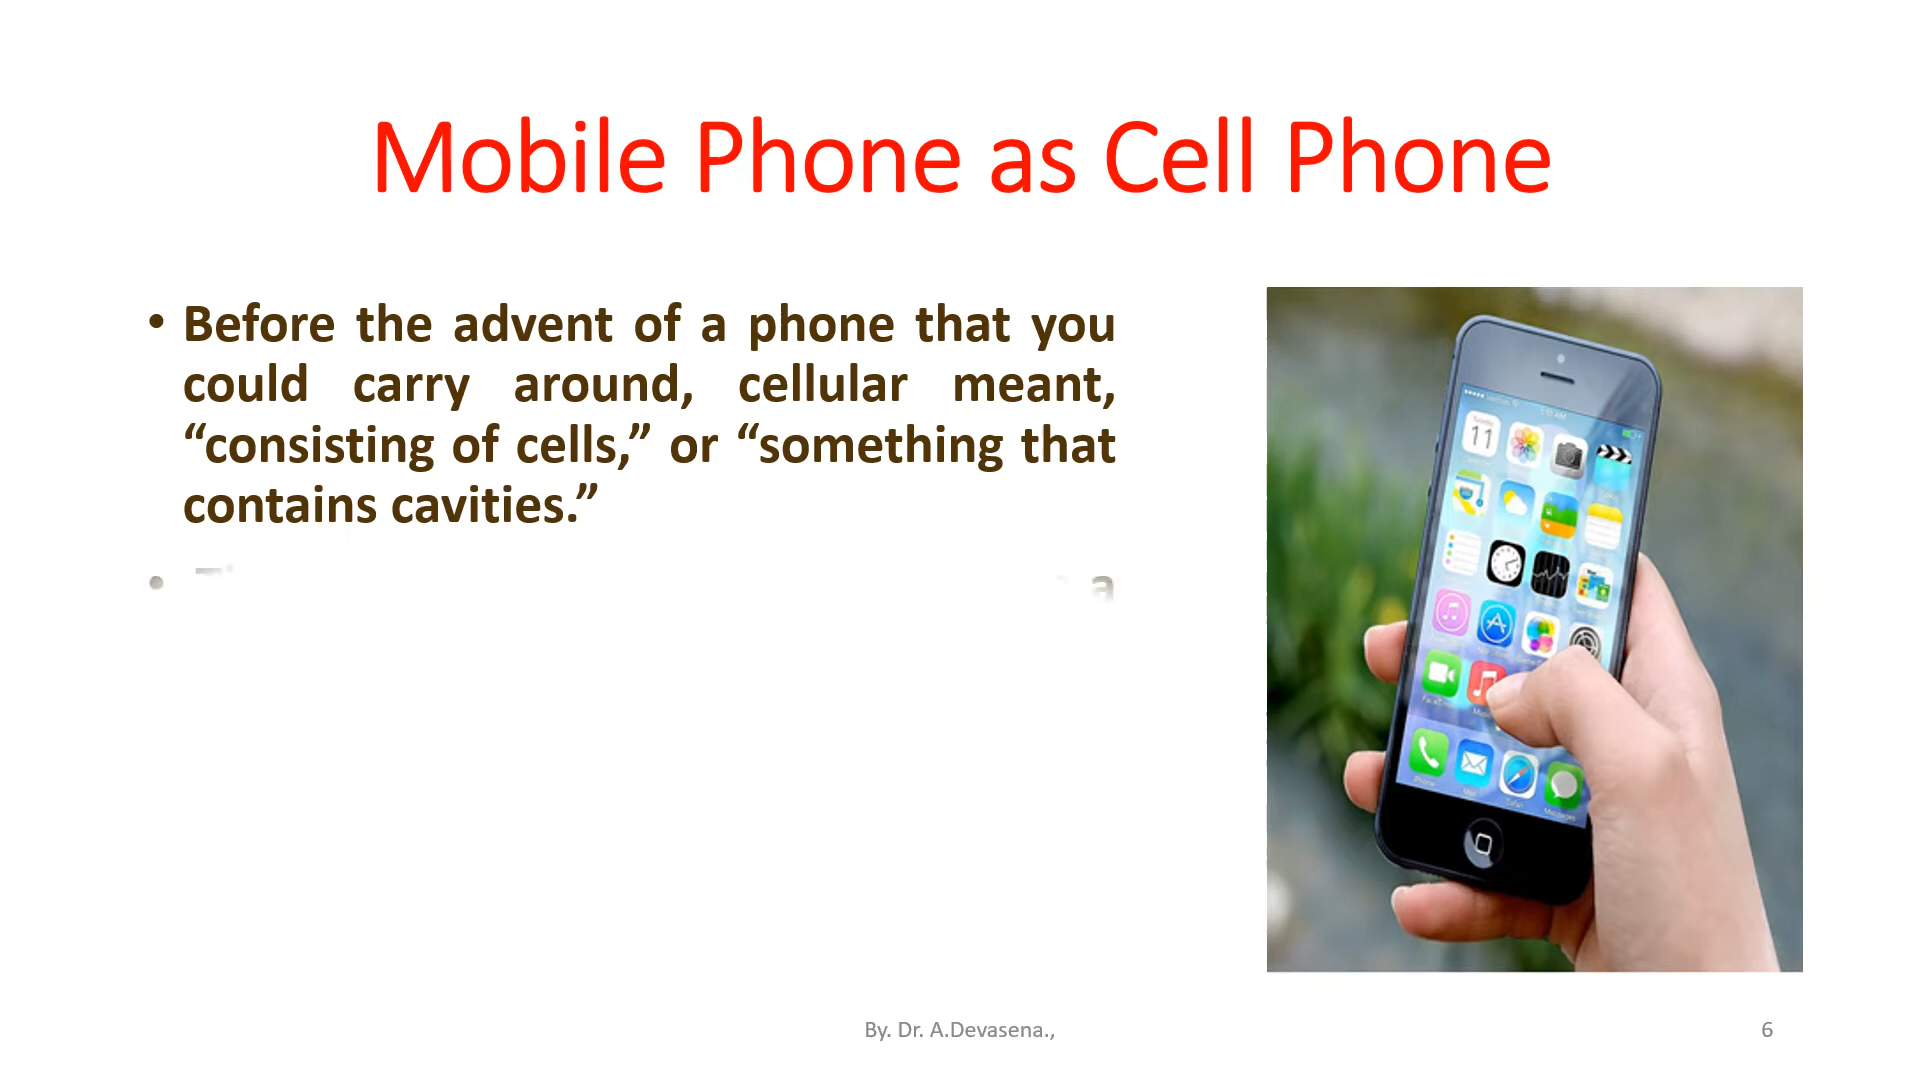 Mobile Phone as Cell Phone
• Before the advent of a phone that you
could carry around, cellular meant,
“consisting of cells,” or “something that
contains cavities.”
• a
11
By. Dr. A.Devasena.,
6